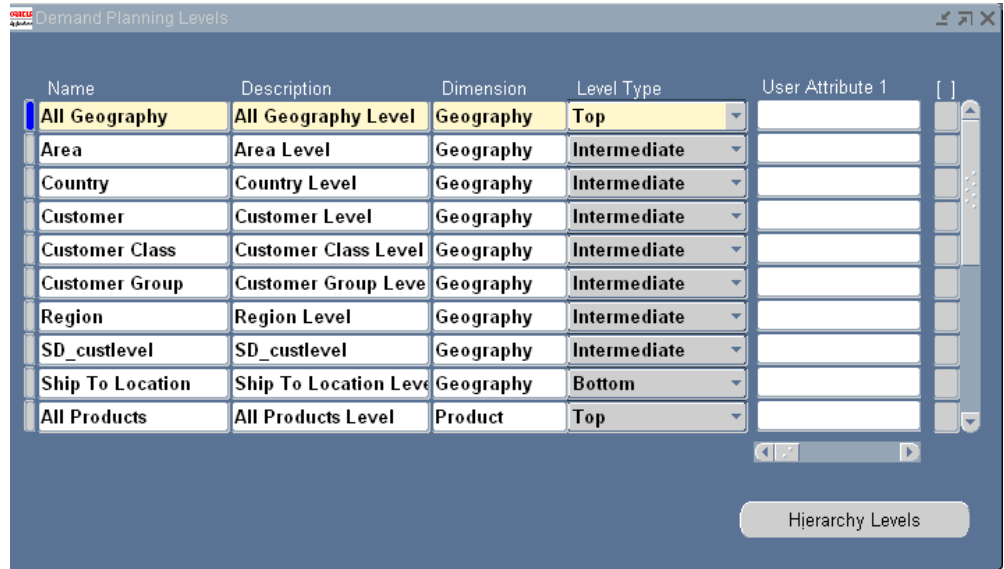 ORACLE Demand Planning Levels
Name Description Dimension Level Type User Attribute 1 [ ]
All Geography All Geography Level Geography Top
Area Area Level Geography Intermediate
Country Country Level Geography Intermediate
Customer Customer Level Geography Intermediate
Customer Class Customer Class Level Geography Intermediate
Customer Group Customer Group Leve Geography Intermediate
Region Region Level Geography Intermediate
SD_custlevel SD_custlevel Geography Intermediate
Ship To Location Ship To Location Leve Geography Bottom
All Products All Products Level Product Top
Hierarchy Levels